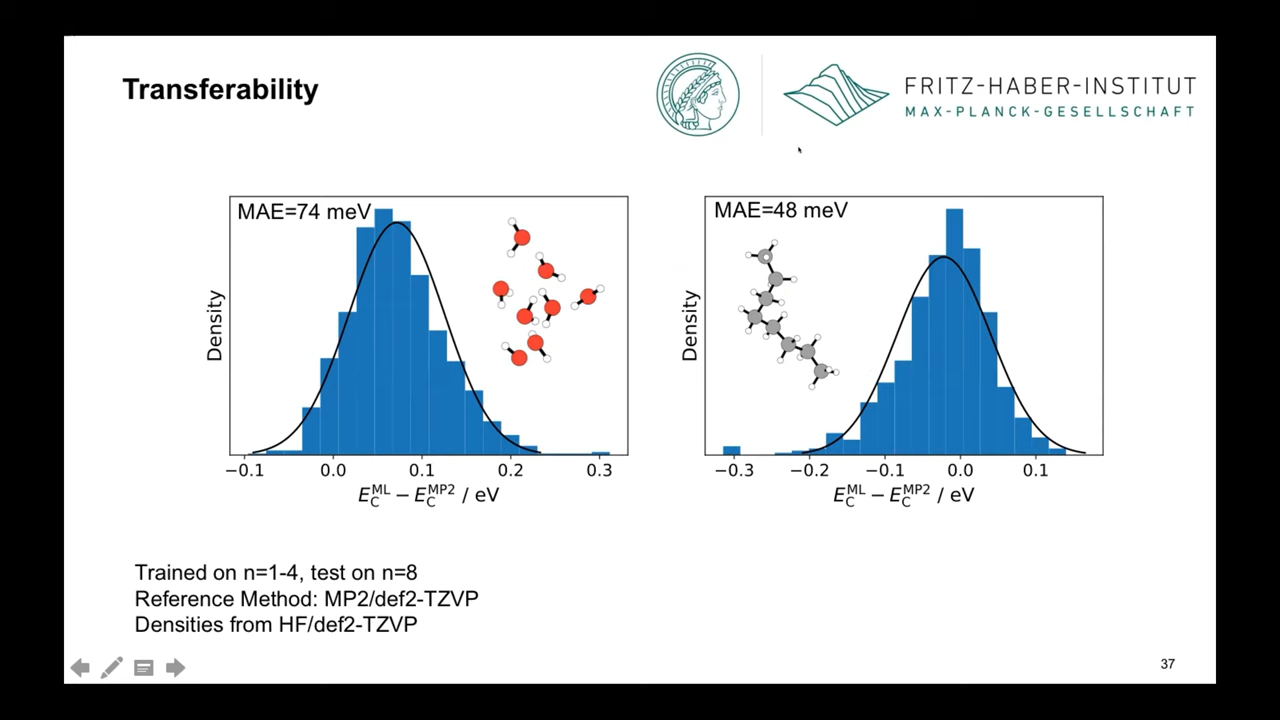 Transferability
FRITZ-HABER-INSTITUT
MAX-PLANCK-GESELLSCHAFT
MAE=74 meV
Density
−0.1 0.0 0.1 0.2 0.3
E_C^ML − E_C^MP2 / eV
MAE=48 meV
Density
−0.3 −0.2 −0.1 0.0 0.1
E_C^ML − E_C^MP2 / eV
Trained on n=1-4, test on n=8
Reference Method: MP2/def2-TZVP
Densities from HF/def2-TZVP
37